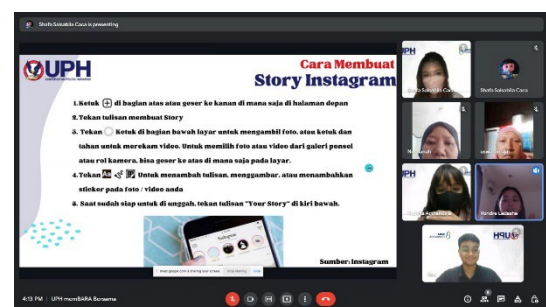 Shofa Salsabila Caca is presenting
UPH
Cara Membuat
Story Instagram
1. Ketuk di bagian atas atau geser ke kanan di mana saja di halaman depan
2. Tekan tulisan membuat Story
3. Tekan Ketuk di bagian bawah layar untuk mengambil foto. atau ketuk dan
tahan untuk merekam video. Untuk memilih foto atau video dari galeri ponsel
atau rol kamera, bisa geser ke atas di mana saja pada layar.
4. Tekan Aa Untuk menambah tulisan. menggambar. atau menambahkan
sticker pada foto / video anda
5. Saat sudah siap untuk di unggah. tekan tulisan "Your Story" di kiri bawah.
Instagram
Sumber: Instagram
UPH
Shofa Salsabila Caca
Shofa Salsabila Caca
UPH
4:13 PM | UPH memBARA Bersama